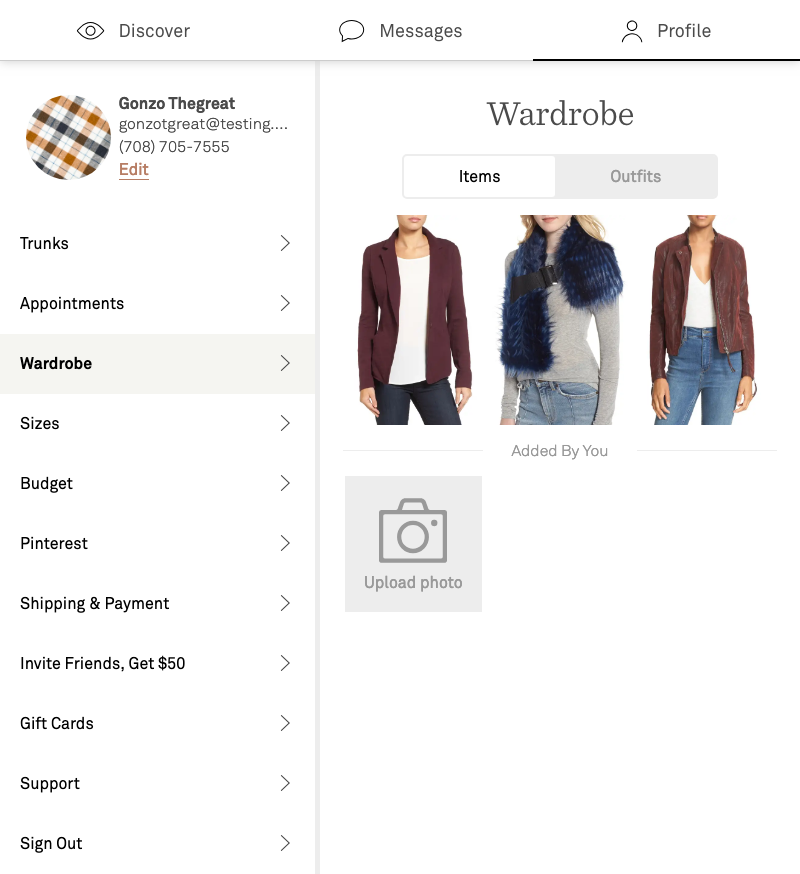 Discover
Messages
Profile
Gonzo Thegreat
gonzotgreat@testing....
(708) 705-7555
Edit
Trunks
Appointments
Wardrobe
Sizes
Budget
Pinterest
Shipping & Payment
Invite Friends, Get $50
Gift Cards
Support
Sign Out
Wardrobe
Items
Outfits
Added By You
Upload photo